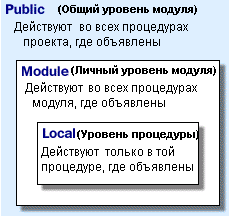 Public (Общий уровень модуля)
Действуют во всех процедурах
проекта, где объявлены
Module (Личный уровень модуля)
Действуют во всех процедурах
модуля, где объявлены
Local (Уровень процедуры)
Действуют только в той
процедуре, где объявлены